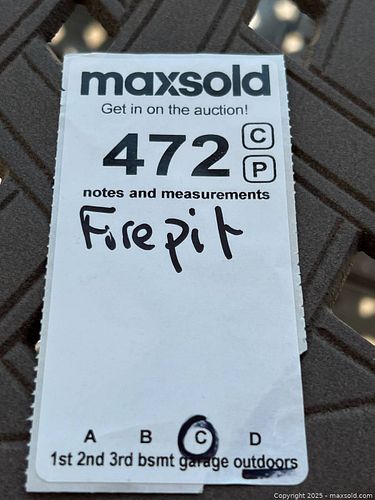 maxsold
Get in on the auction!
472 C
P
notes and measurements
Firepit
A B C D
1st 2nd 3rd bsmt garage outdoors
Copyright 2025 - maxsold.com